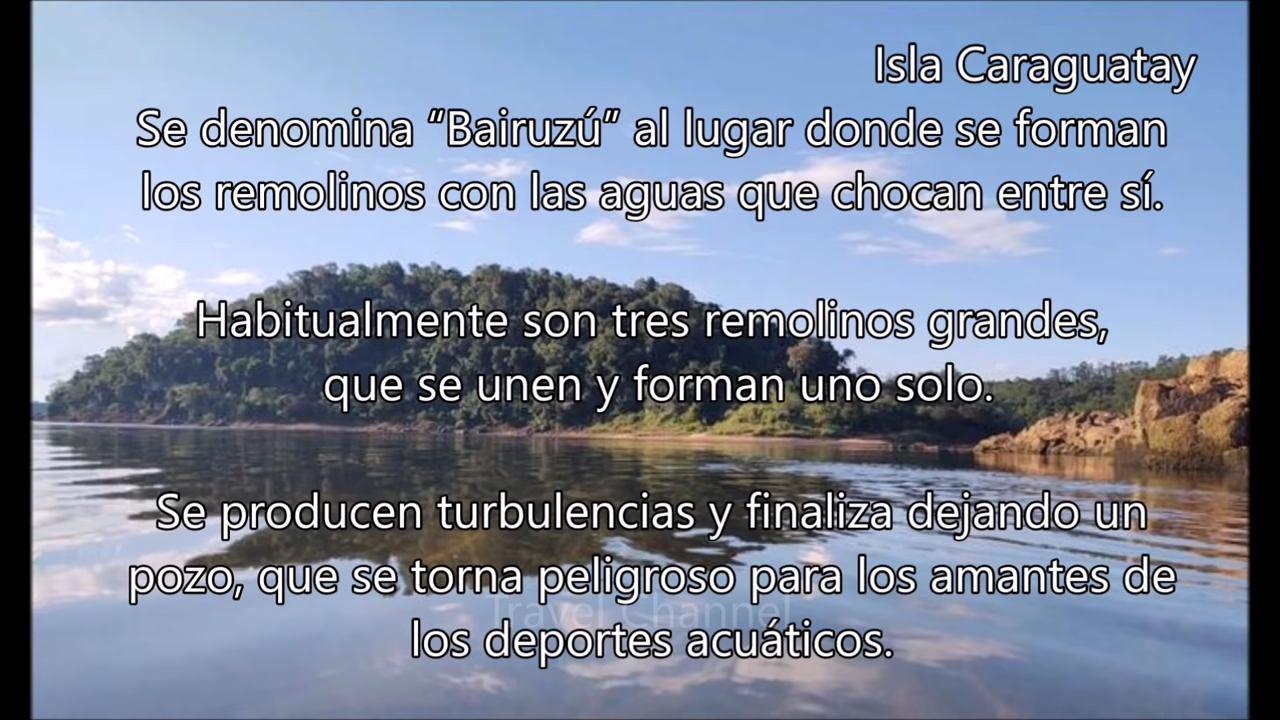 Isla Caraguatay
Se denomina “Bairuzú” al lugar donde se forman
los remolinos con las aguas que chocan entre sí.
Habitualmente son tres remolinos grandes,
que se unen y forman uno solo.
Se producen turbulencias y finaliza dejando un
pozo, que se torna peligroso para los amantes de
Travel Channel
los deportes acuáticos.